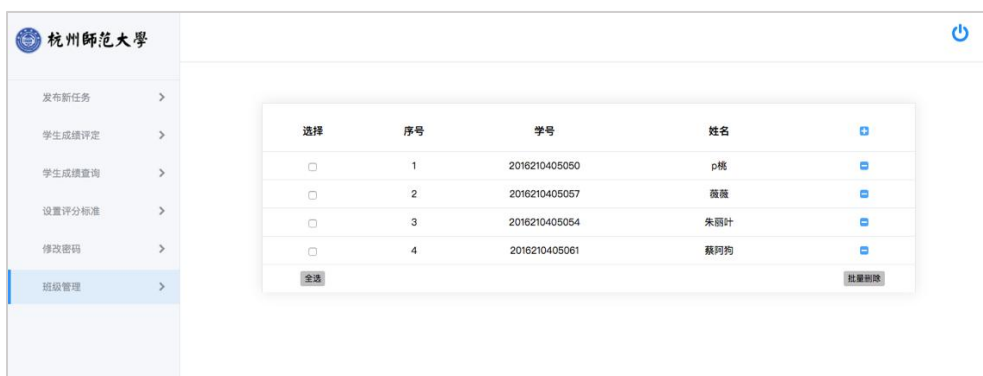 杭州師范大學
发布新任务
学生成绩评定
学生成绩查询
设置评分标准
修改密码
班级管理
选择 序号 学号 姓名
1 2016210405050 p桃
2 2016210405057 薇薇
3 2016210405054 朱丽叶
4 2016210405061 蔡阿狗
全选 批量删除